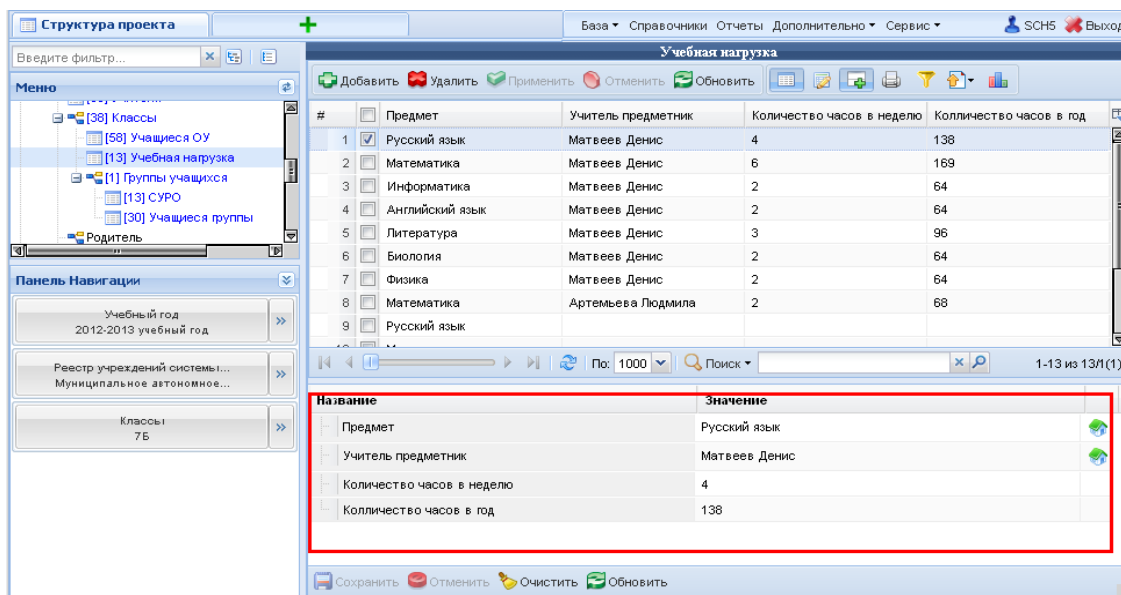 Структура проекта
База Справочники Отчеты Дополнительно Сервис SCH5 Выход
Введите фильтр...
Учебная нагрузка
Добавить Удалить Применить Отменить Обновить
Меню
[38] Классы
[58] Учащиеся ОУ
[13] Учебная нагрузка
[1] Группы учащихся
[13] СУРО
[30] Учащиеся группы
Родитель
Панель Навигации
Учебный год
2012-2013 учебный год
Реестр учреждений системы...
Муниципальное автономное...
Классы
7Б
# Предмет Учитель предметник Количество часов в неделю Колличество часов в год
1 Русский язык Матвеев Денис 4 138
2 Математика Матвеев Денис 6 169
3 Информатика Матвеев Денис 2 64
4 Английский язык Матвеев Денис 2 64
5 Литература Матвеев Денис 3 96
6 Биология Матвеев Денис 2 64
7 Физика Матвеев Денис 2 64
8 Математика Артемьева Людмила 2 68
9 Русский язык
По: 1000 Поиск 1-13 из 13/1(1)
Название Значение
Предмет Русский язык
Учитель предметник Матвеев Денис
Количество часов в неделю 4
Колличество часов в год 138
Сохранить Отменить Очистить Обновить